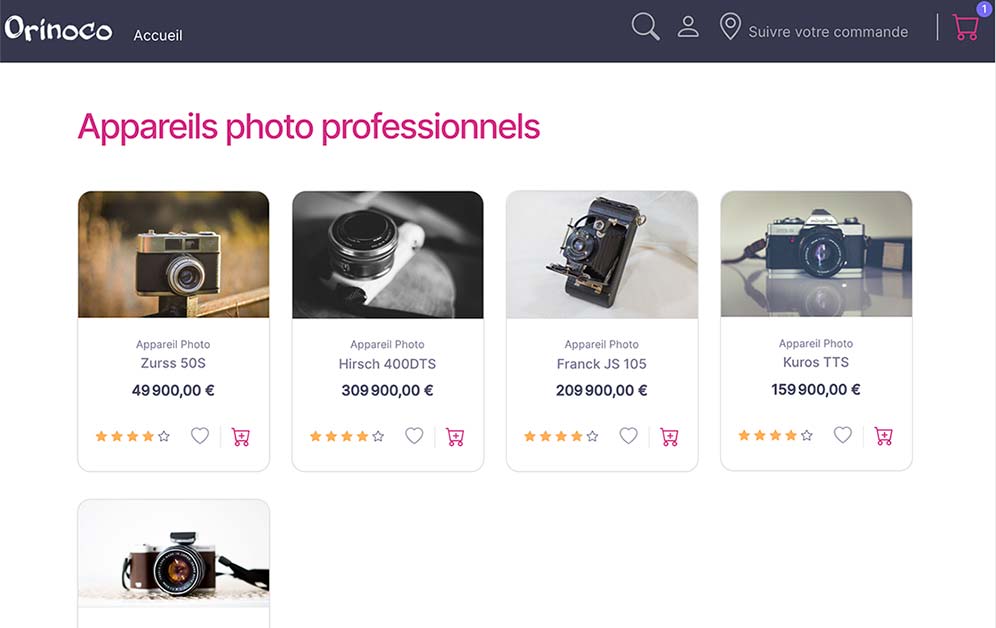 Orinoco
Accueil
Suivre votre commande
1
Appareils photo professionnels
Appareil Photo
Zurss 50S
49 900,00 €
Appareil Photo
Hirsch 400DTS
309 900,00 €
Appareil Photo
Franck JS 105
209 900,00 €
minolta
Appareil Photo
Kuros TTS
159 900,00 €